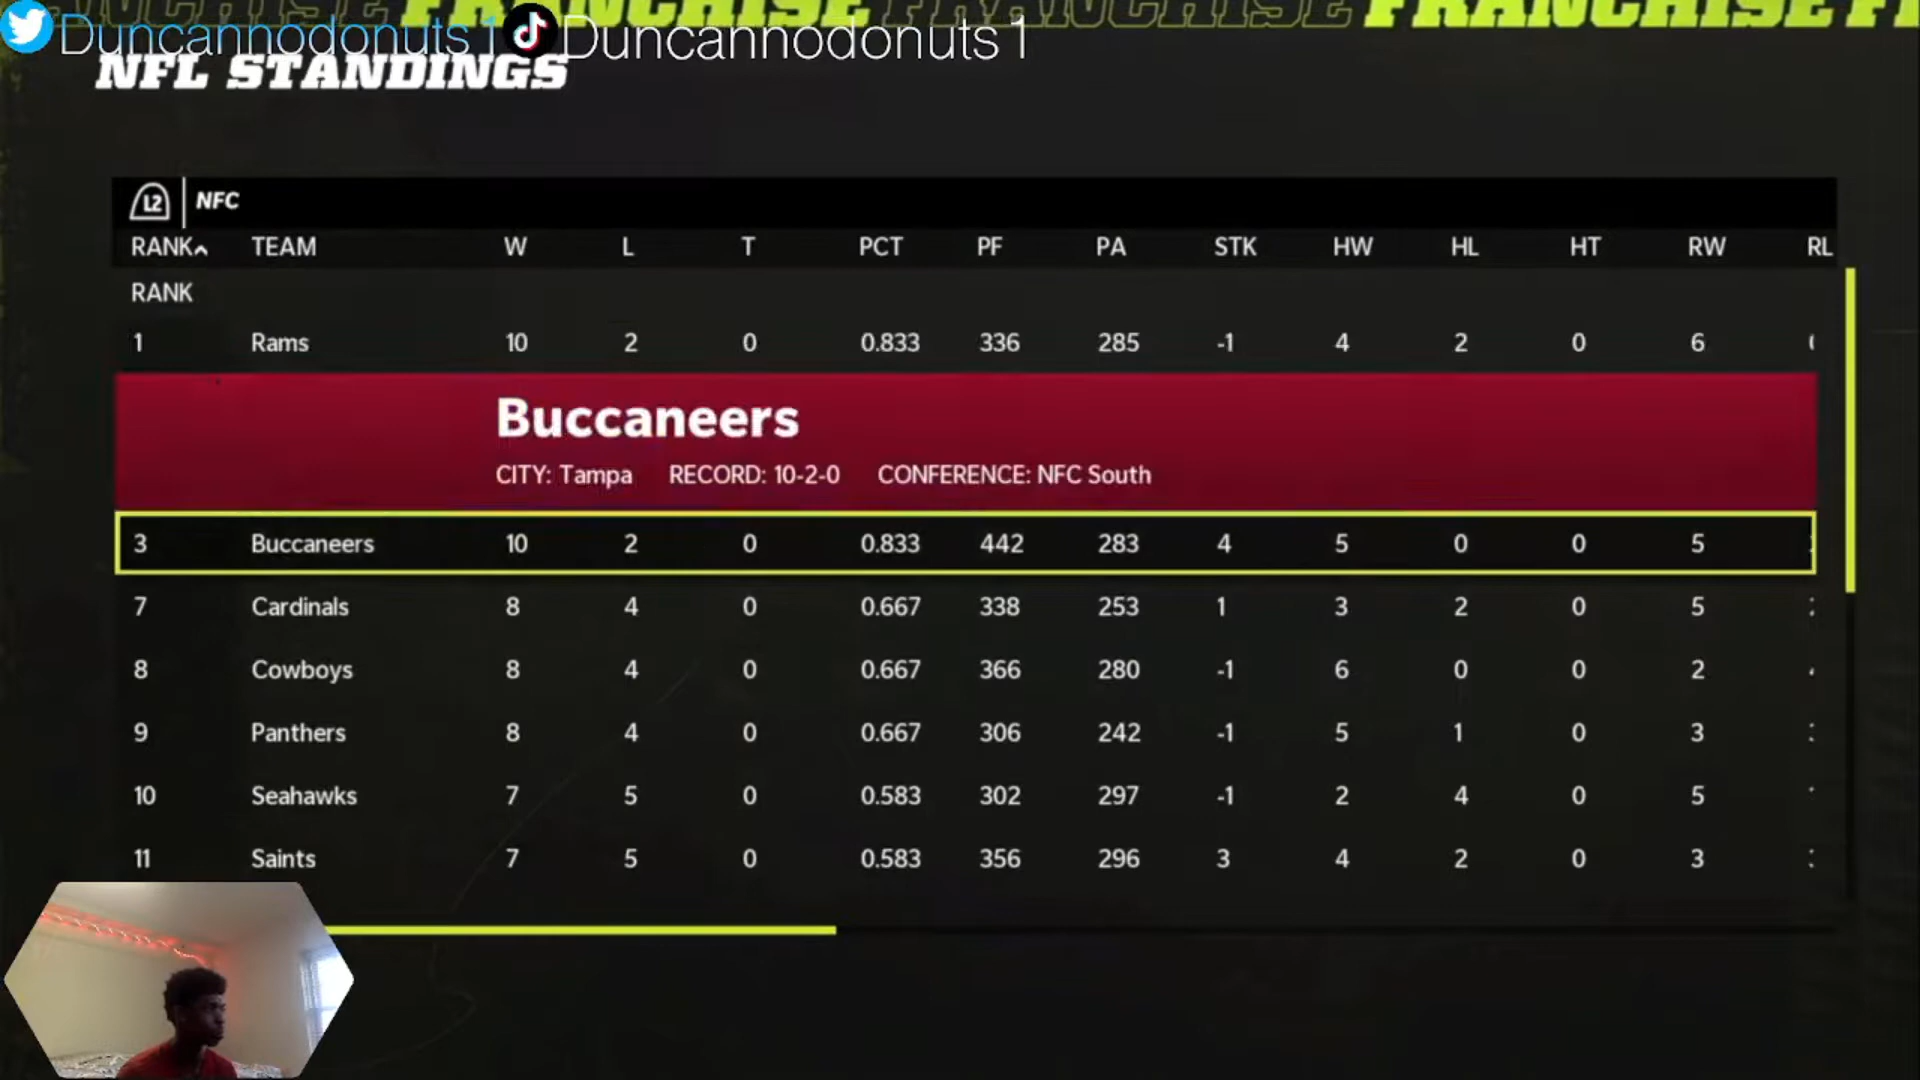 FRANCHISE FRANCHISE FRANCHISE FRANCHISE
Duncannodonuts1 Duncannodonuts1
NFL STANDINGS
L2 NFC
RANK TEAM W L T PCT PF PA STK HW HL HT RW RL
RANK
1 Rams 10 2 0 0.833 336 285 -1 4 2 0 6
Buccaneers
CITY: Tampa RECORD: 10-2-0 CONFERENCE: NFC South
3 Buccaneers 10 2 0 0.833 442 283 4 5 0 0 5
7 Cardinals 8 4 0 0.667 338 253 1 3 2 0 5
8 Cowboys 8 4 0 0.667 366 280 -1 6 0 0 2
9 Panthers 8 4 0 0.667 306 242 -1 5 1 0 3
10 Seahawks 7 5 0 0.583 302 297 -1 2 4 0 5
11 Saints 7 5 0 0.583 356 296 3 4 2 0 3